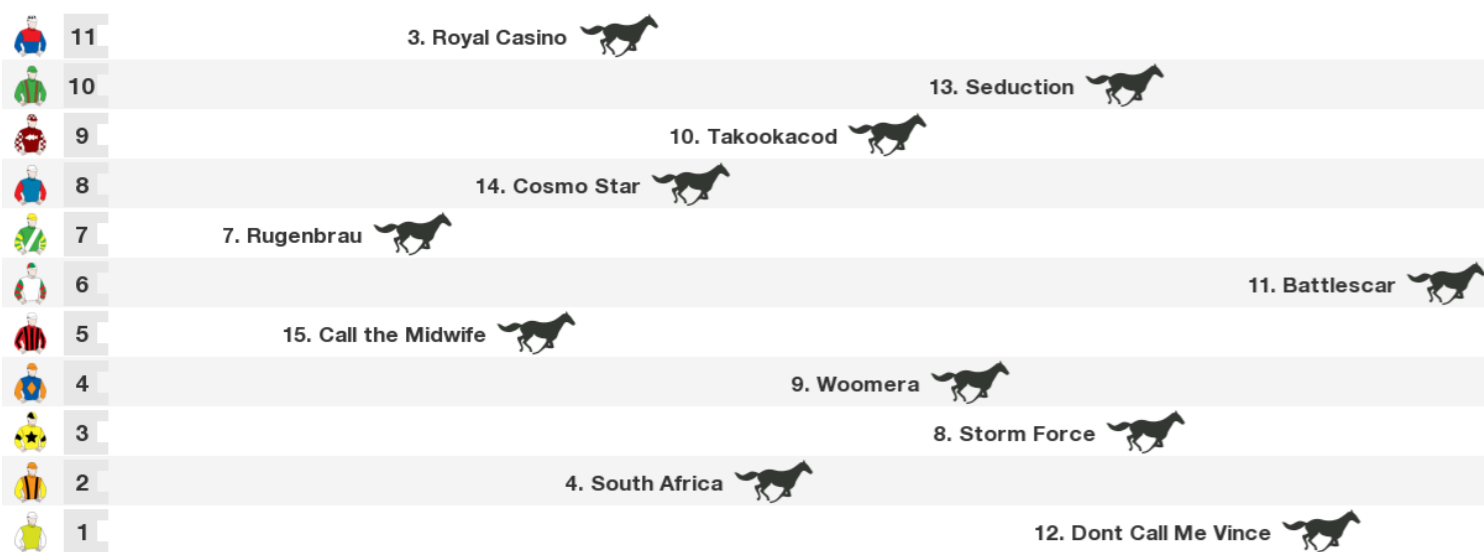 11 3. Royal Casino
10 13. Seduction
9 10. Takookacod
8 14. Cosmo Star
7 7. Rugenbrau
6 11. Battlescar
5 15. Call the Midwife
4 9. Woomera
3 8. Storm Force
2 4. South Africa
1 12. Dont Call Me Vince